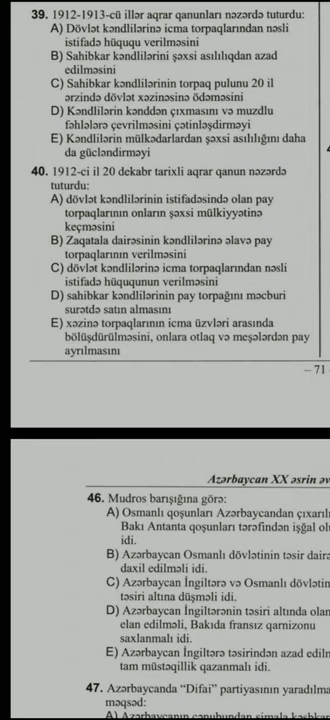 39. 1912-1913-cü illər aqrar qanunları nəzərdə tuturdu:
A) Dövlət kəndlilərinə icma torpaqlarından nəsli
istifadə hüququ verilməsini
B) Sahibkar kəndlilərini şəxsi asılılıqdan azad
edilməsini
C) Sahibkar kəndlilərinin torpaq pulunu 20 il
ərzində dövlət xəzinəsinə ödəməsini
D) Kəndlilərin kənddən çıxmasını və muzdlu
fəhlələrə çevrilməsini çətinləşdirməyi
E) Kəndlilərin mülkədarlardan şəxsi asılılığını daha
da gücləndirməyi
40. 1912-ci il 20 dekabr tarixli aqrar qanun nəzərdə
tuturdu:
A) dövlət kəndlilərinin istifadəsində olan pay
torpaqlarının onların şəxsi mülkiyyətinə
keçməsini
B) Zaqatala dairəsinin kəndlilərinə əlavə pay
torpaqlarının verilməsini
C) dövlət kəndlilərinə icma torpaqlarından nəsli
istifadə hüququnun verilməsini
D) sahibkar kəndlilərinin pay torpağını məcburi
surətdə satın almasını
E) xəzinə torpaqlarının icma üzvləri arasında
bölüşdürülməsini, onlara otlaq və meşələrdən pay
ayrılmasını
– 71
Azərbaycan XX əsrin əv
46. Mudros barışığına görə:
A) Osmanlı qoşunları Azərbaycandan çıxarıl
Bakı Antanta qoşunları tərəfindən işğal ol
idi.
B) Azərbaycan Osmanlı dövlətinin təsir dair
daxil edilməli idi.
C) Azərbaycan İngiltərə və Osmanlı dövlətin
təsiri altına düşməli idi.
D) Azərbaycan İngiltərənin təsiri altında olan
elan edilməli, Bakıda fransız qarnizonu
saxlanmalı idi.
E) Azərbaycan İngiltərə təsirindən azad edilm
tam müstəqillik qazanmalı idi.
47. Azərbaycanda “Difai” partiyasının yaradılma
məqsəd:
A) Azərbaycanın cənubundan şimala